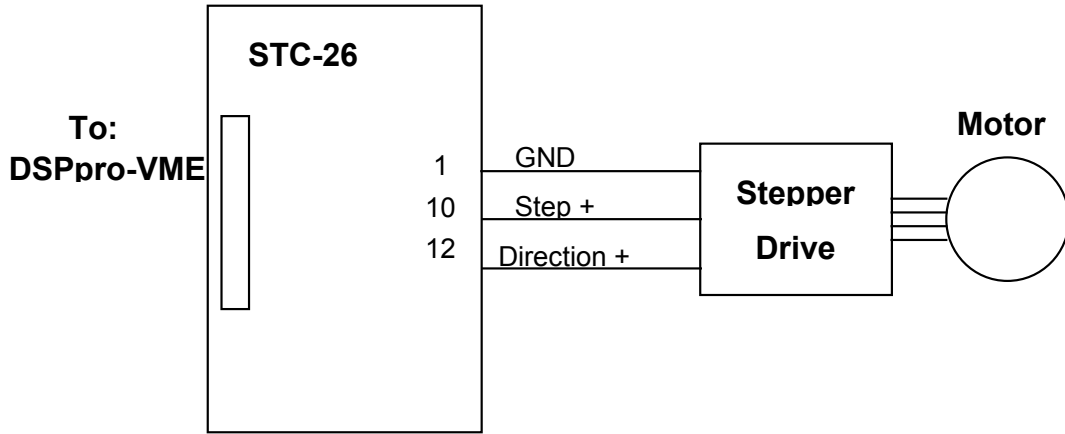 STC-26
To:
DSPpro-VME
1
GND
10
Step +
12
Direction +
Stepper
Drive
Motor